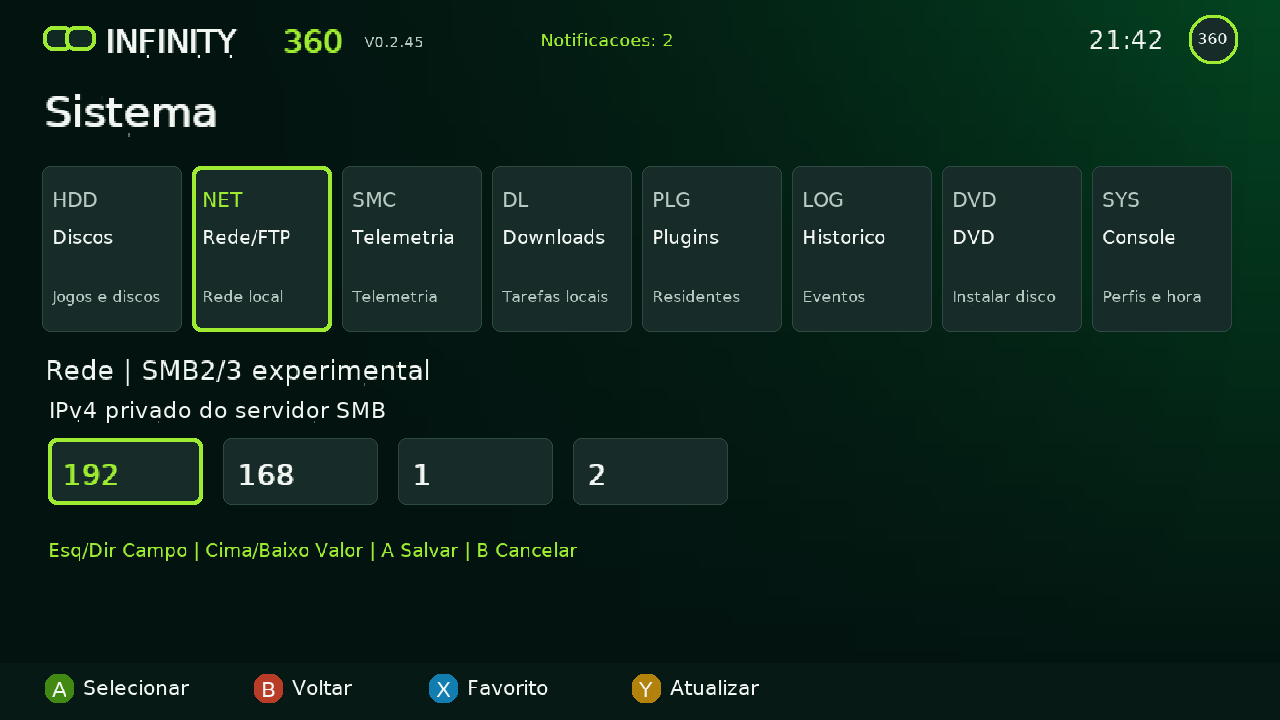 INFINITY 360 V0.2.45 Notificacoes: 2 21:42 360
Sistema
HDD NET SMC DL PLG LOG DVD SYS
Discos Rede/FTP Telemetria Downloads Plugins Historico DVD Console
Jogos e discos Rede local Telemetria Tarefas locais Residentes Eventos Instalar disco Perfis e hora
Rede | SMB2/3 experimental
IPv4 privado do servidor SMB
192 168 1 2
Esq/Dir Campo | Cima/Baixo Valor | A Salvar | B Cancelar
A Selecionar B Voltar X Favorito Y Atualizar